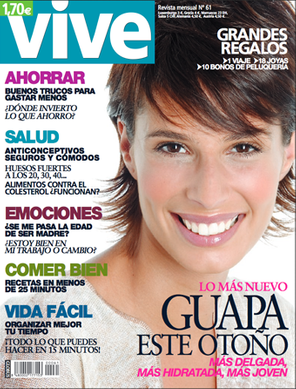 1,70€
vive
Revista mensual Nº 61
GRANDES
REGALOS
1 VIAJE 18 JOYAS
10 BONOS DE PELUQUERÍA
AHORRAR
BUENOS TRUCOS PARA
GASTAR MENOS
¿DÓNDE INVIERTO
LO QUE AHORRO?
SALUD
ANTICONCEPTIVOS
SEGUROS Y CÓMODOS
HUESOS FUERTES
A LOS 20, 30, 40...
ALIMENTOS CONTRA EL
COLESTEROL ¿FUNCIONAN?
EMOCIONES
¿SE ME PASA LA EDAD
DE SER MADRE?
¿ESTOY BIEN EN
MI TRABAJO O CAMBIO?
COMER BIEN
RECETAS EN MENOS
DE 25 MINUTOS
VIDA FÁCIL
ORGANIZAR MEJOR
TU TIEMPO
¡TODO LO QUE PUEDES
HACER EN 15 MINUTOS!
LO MÁS NUEVO
GUAPA
ESTE OTOÑO
MÁS DELGADA,
MÁS HIDRATADA, MÁS JOVEN